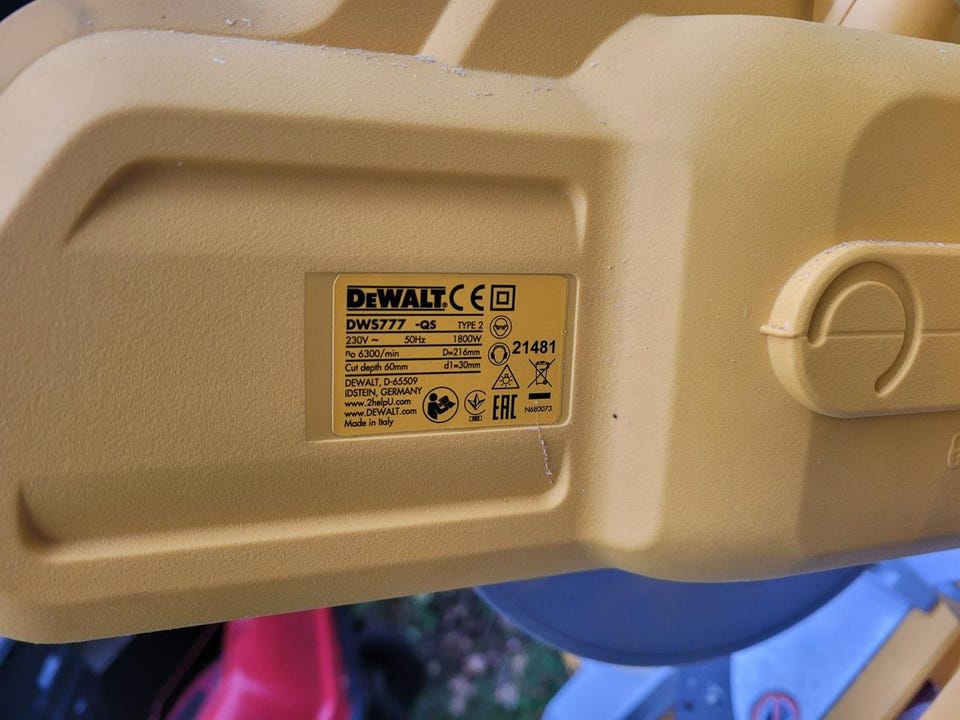 DEWALT® CE
DWS777 -QS TYPE 2
230V ~ 50Hz 1800W
no 6300/min D=216mm
Cut depth 60mm d1=30mm
21481
DEWALT, D-65509
IDSTEIN, GERMANY
www.2helpU.com
www.DEWALT.com
Made in Italy
EAC
N680073